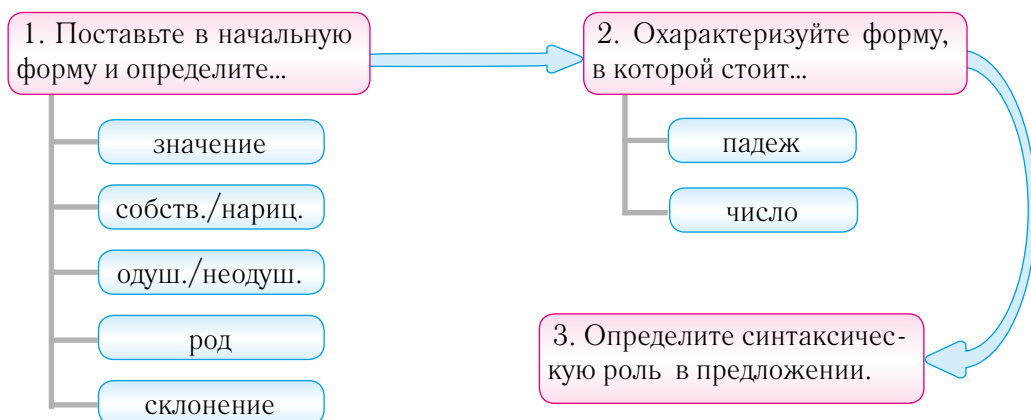 1. Поставьте в начальную
форму и определите...
значение
собств./нариц.
одуш./неодуш.
род
склонение
2. Охарактеризуйте форму,
в которой стоит...
падеж
число
3. Определите синтаксичес-
кую роль в предложении.